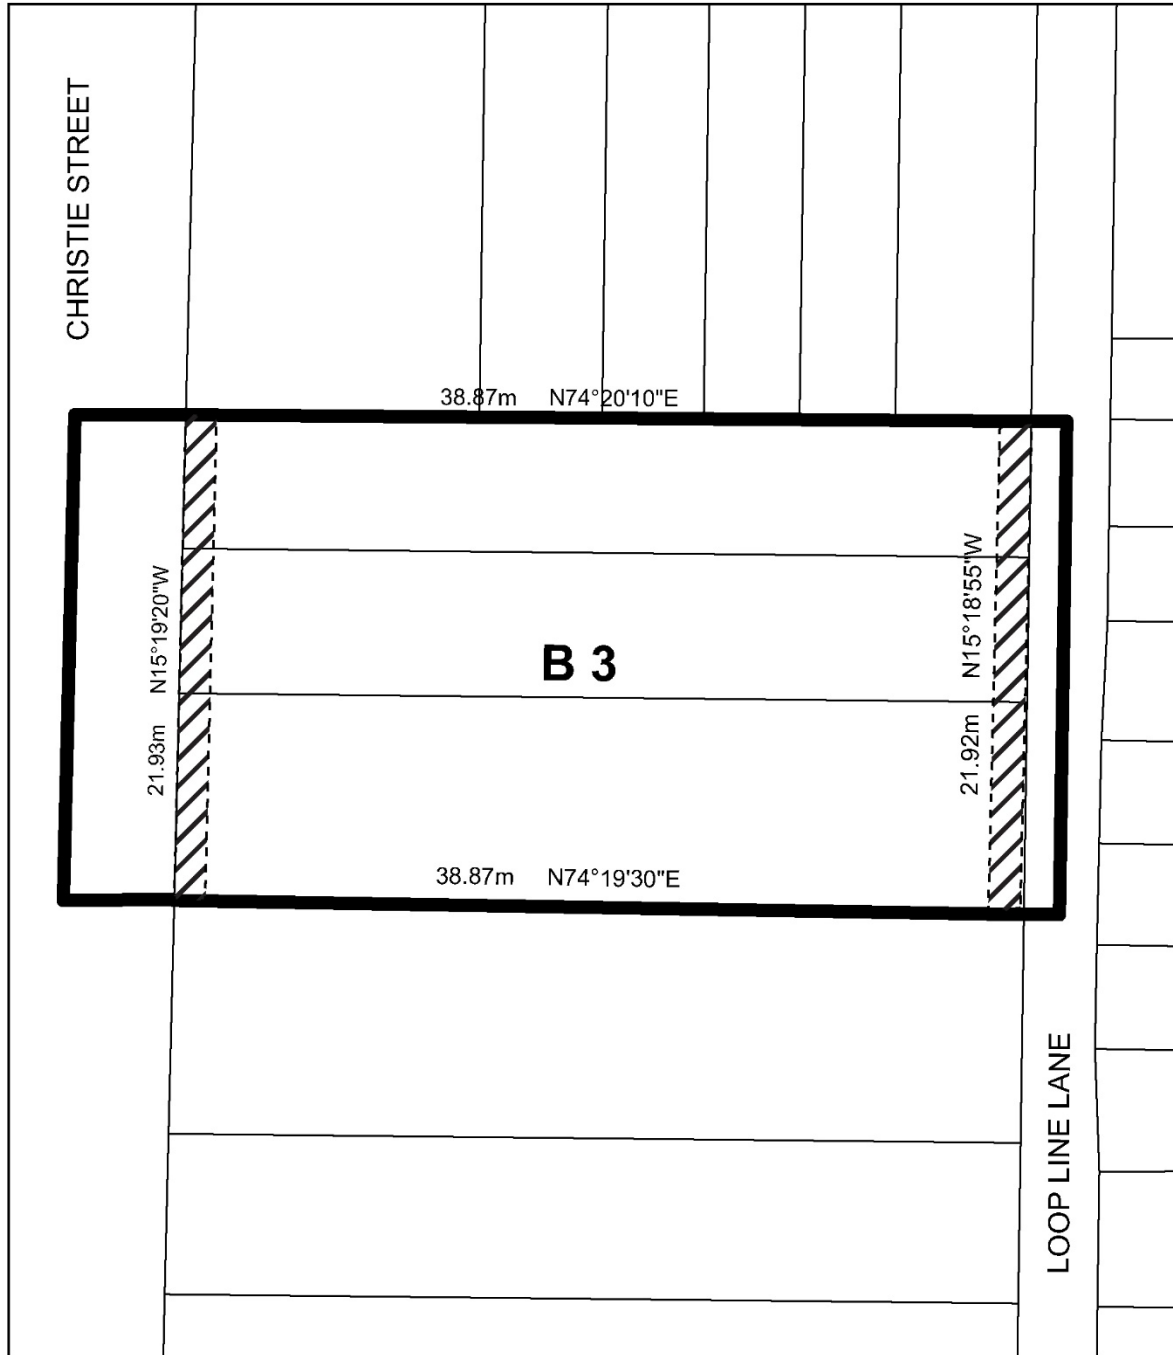 CHRISTIE STREET
38.87m N74°20'10"E
N15°19'20"W
21.93m
B 3
N15°18'55"W
21.92m
38.87m N74°19'30"E
LOOP LINE LANE